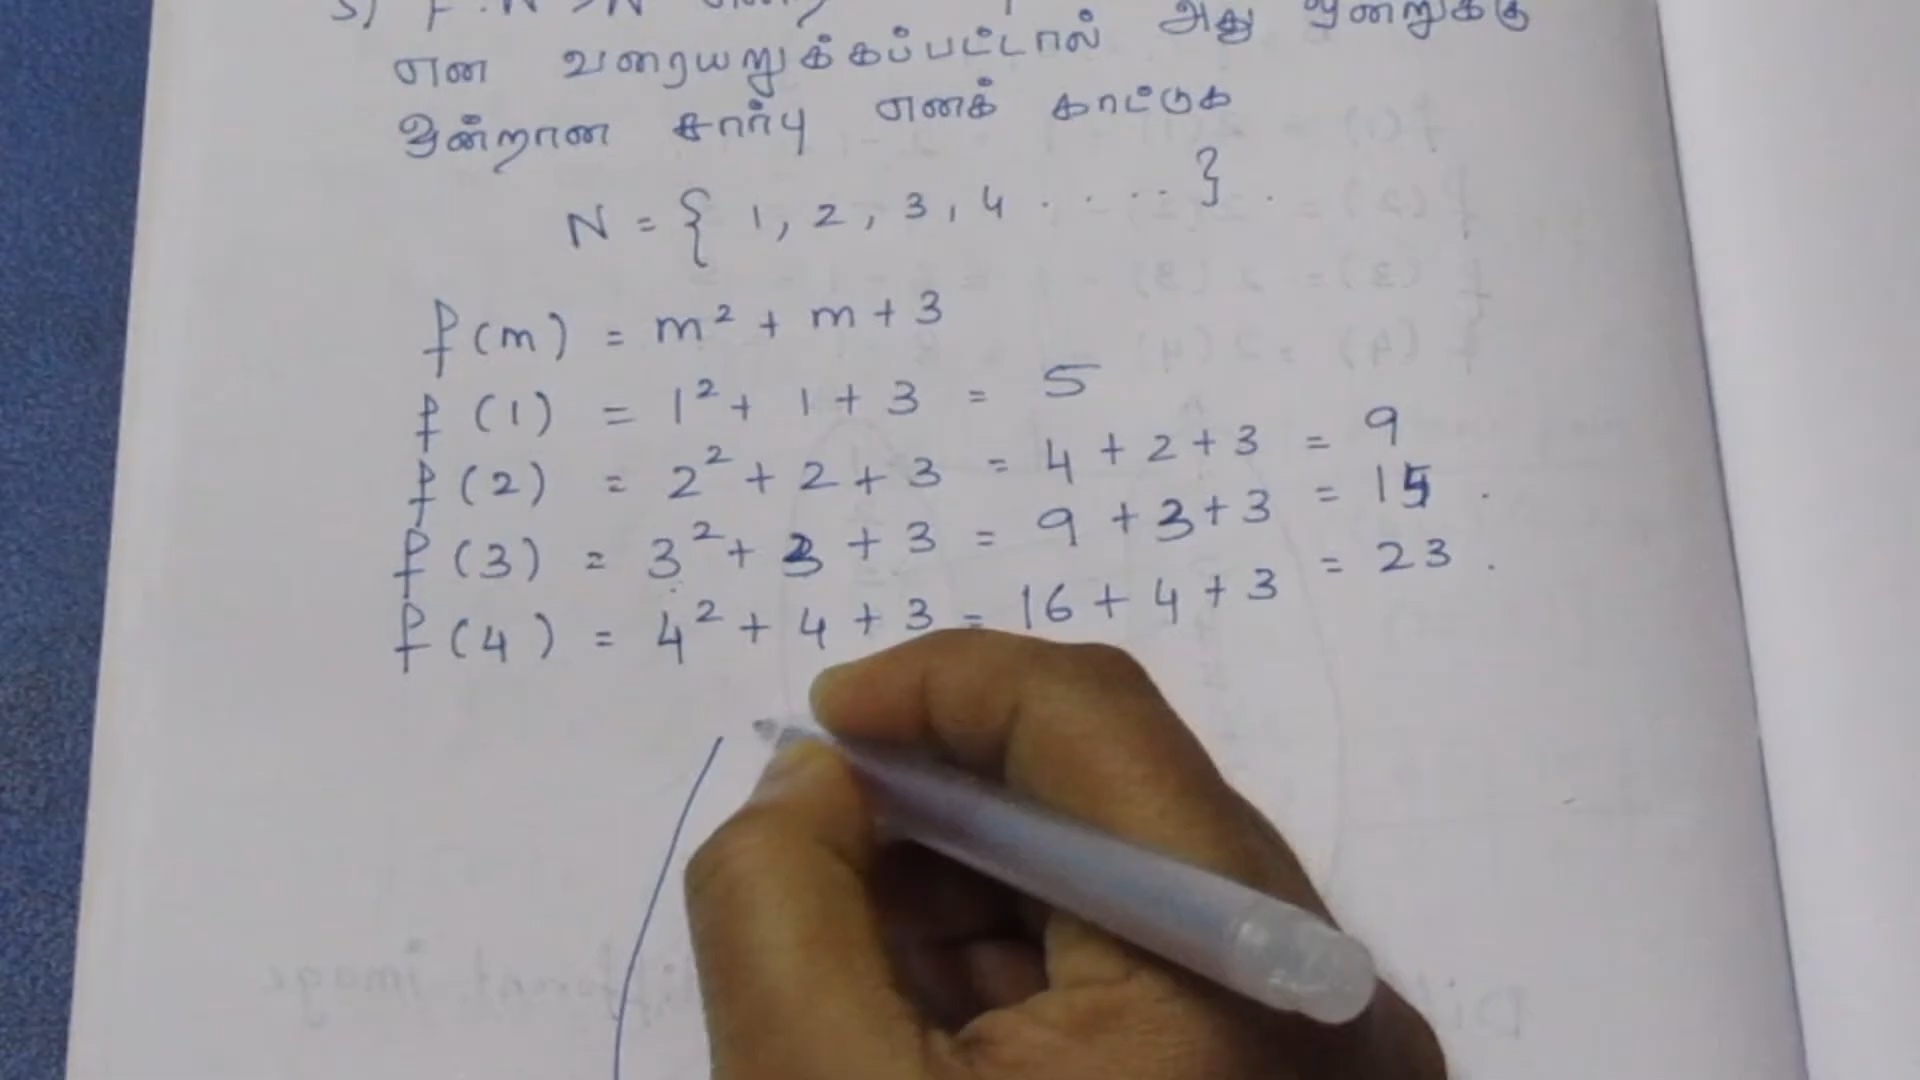 என வரையறுக்கப்பட்டால் அது ஒன்றுக்கு
ஒன்றான சார்பு எனக் காட்டுக
N = { 1, 2, 3, 4 . . . . . } .
f(m) = m² + m + 3
f (1) = 1² + 1 + 3 = 5
f (2) = 2² + 2 + 3 = 4 + 2 + 3 = 9
f (3) = 3² + 3 + 3 = 9 + 3 + 3 = 15 .
f (4) = 4² + 4 + 3 = 16 + 4 + 3 = 23 .